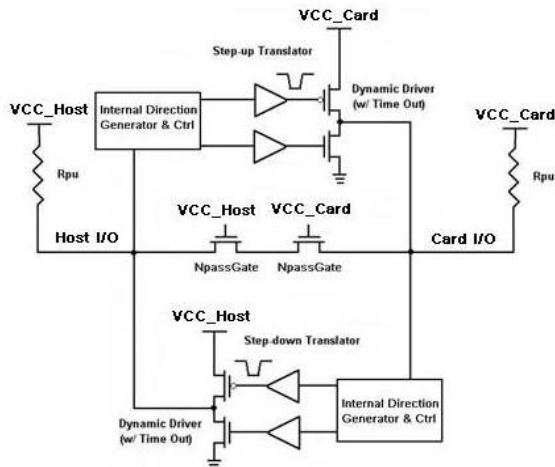 VCC_Card
Step-up Translator
Dynamic Driver
(w/ Time Out)
VCC_Host
Internal Direction
Generator & Ctrl
VCC_Card
Rpu
Rpu
VCC_Host
VCC_Card
Host I/O
Card I/O
NpassGate
NpassGate
VCC_Host
Step-down Translator
Internal Direction
Generator & Ctrl
Dynamic Driver
(w/ Time Out)